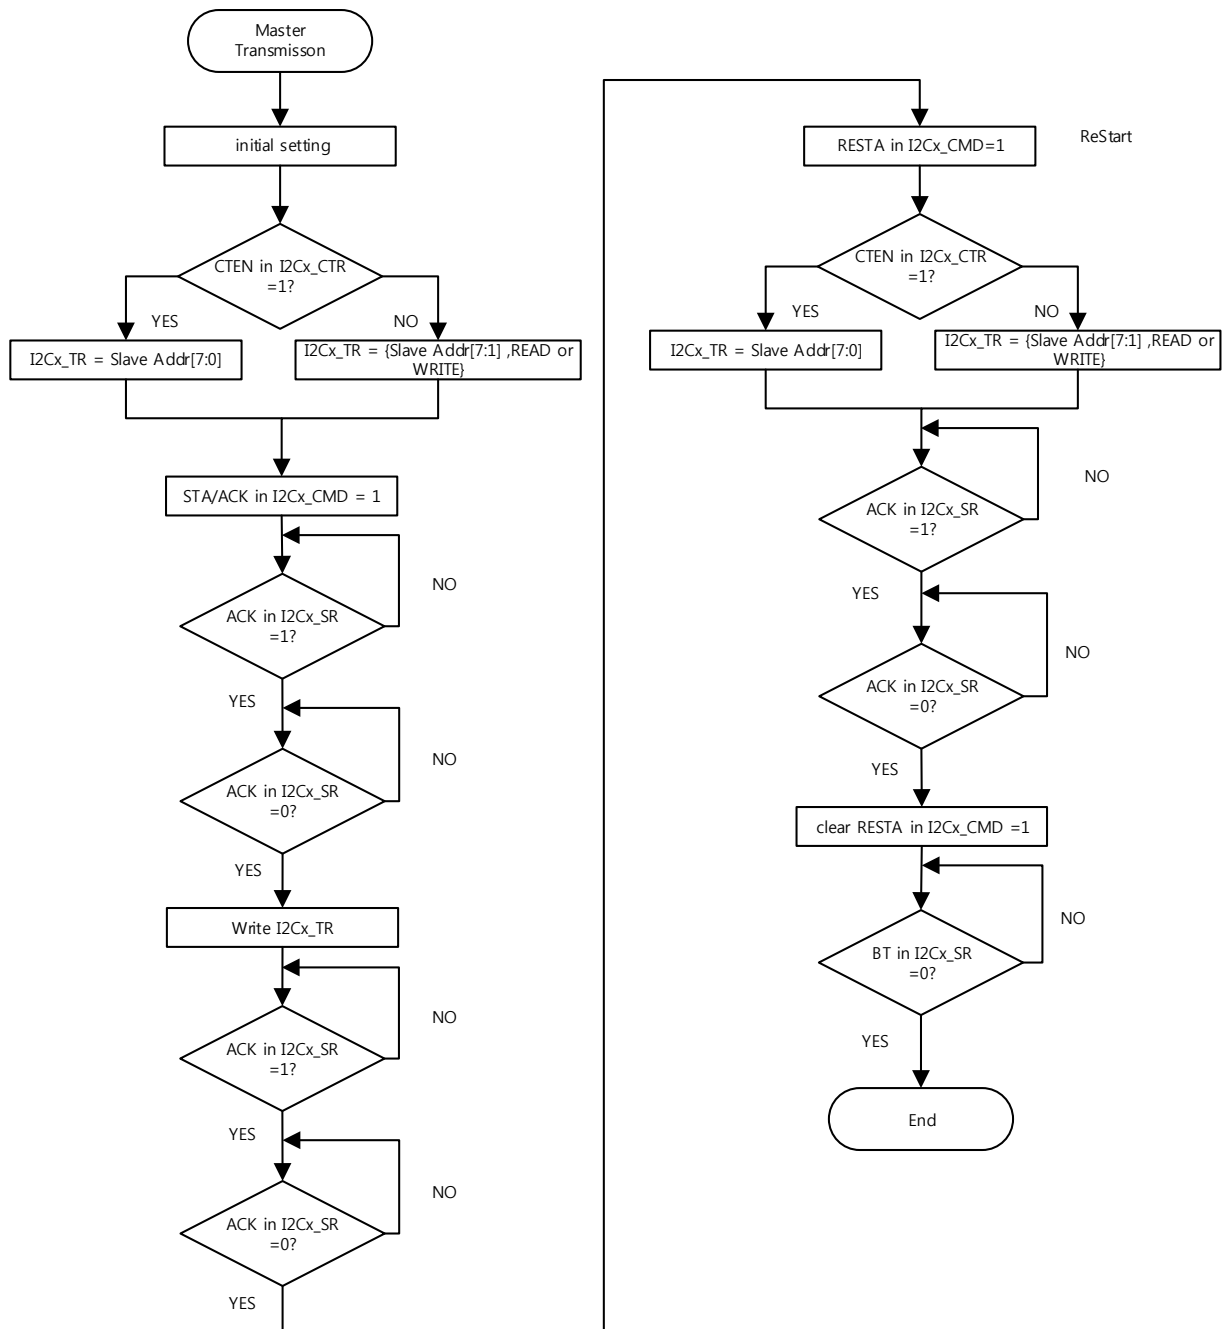 Master
Transmisson
initial setting
CTEN in I2Cx_CTR
=1?
YES
NO
I2Cx_TR = Slave Addr[7:0]
I2Cx_TR = {Slave Addr[7:1] ,READ or
WRITE}
STA/ACK in I2Cx_CMD = 1
NO
ACK in I2Cx_SR
=1?
YES
NO
ACK in I2Cx_SR
=0?
YES
Write I2Cx_TR
NO
ACK in I2Cx_SR
=1?
YES
NO
ACK in I2Cx_SR
=0?
YES
RESTA in I2Cx_CMD=1
ReStart
CTEN in I2Cx_CTR
=1?
YES
NO
I2Cx_TR = Slave Addr[7:0]
I2Cx_TR = {Slave Addr[7:1] ,READ or
WRITE}
NO
ACK in I2Cx_SR
=1?
YES
NO
ACK in I2Cx_SR
=0?
YES
clear RESTA in I2Cx_CMD =1
NO
BT in I2Cx_SR
=0?
YES
End